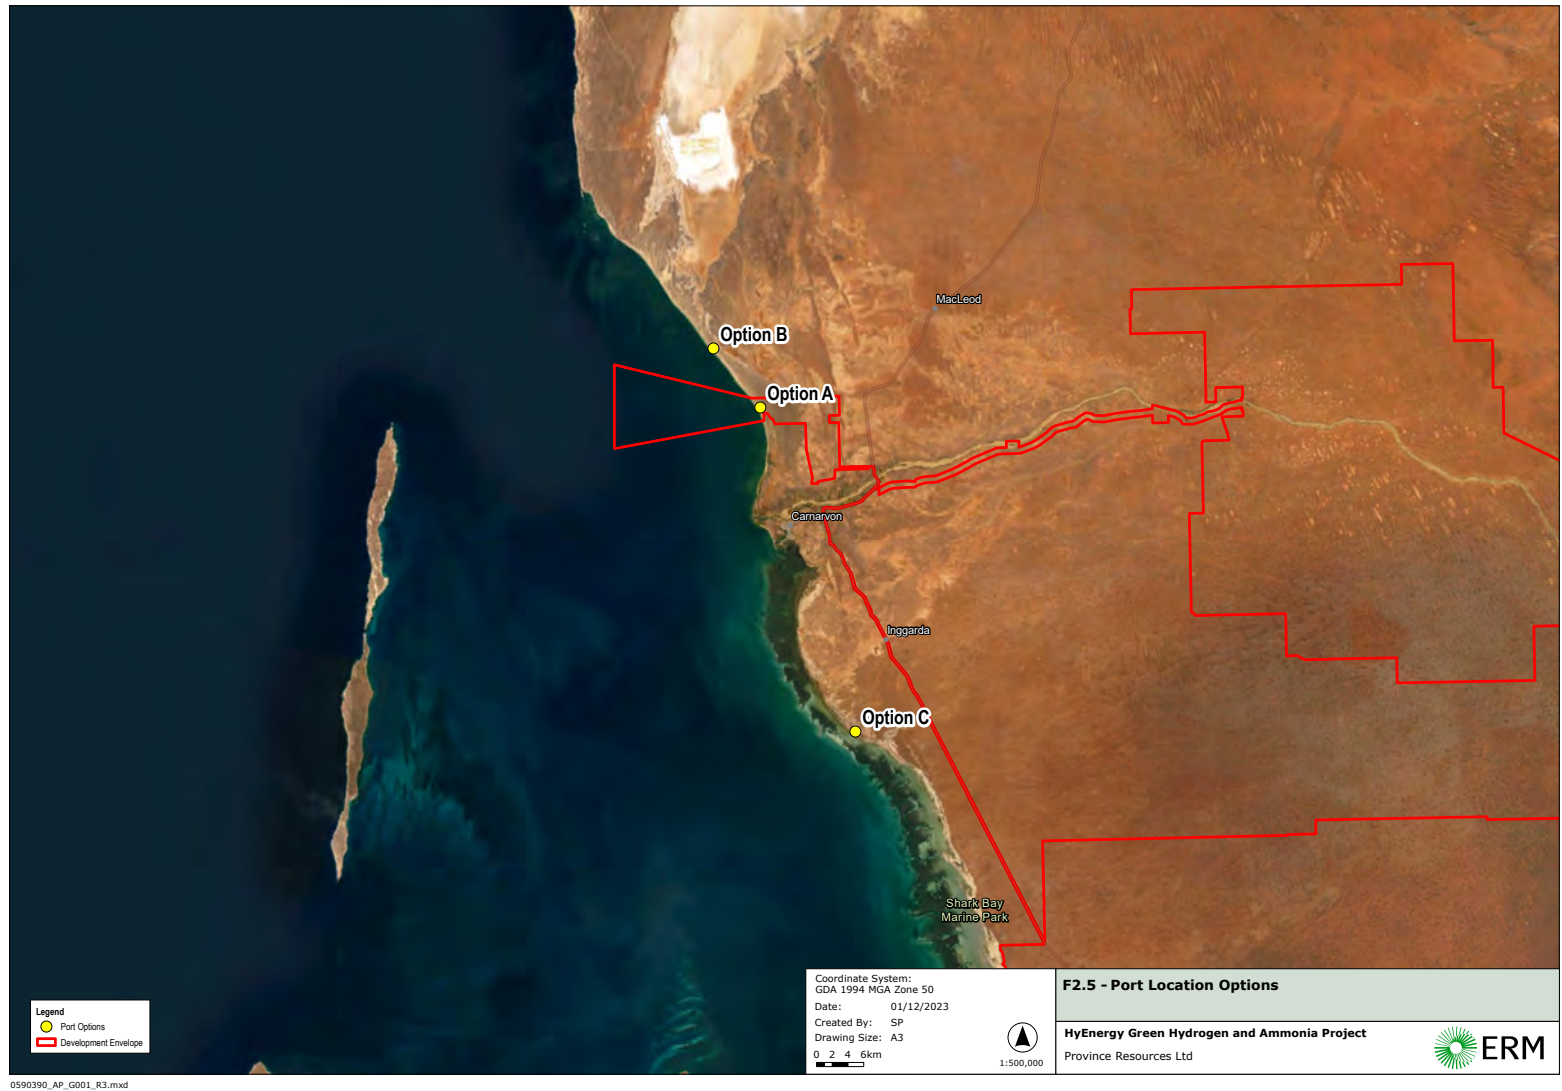 MacLeod
Option B
Option A
Carnarvon
Inggarda
Option C
Shark Bay
Marine Park
Legend
Port Options
Development Envelope
Coordinate System:
GDA 1994 MGA Zone 50
Date: 01/12/2023
Created By: SP
Drawing Size: A3
0 2 4 6km
1:500,000
F2.5 - Port Location Options
HyEnergy Green Hydrogen and Ammonia Project
Province Resources Ltd
ERM
0590390_AP_G001_R3.mxd